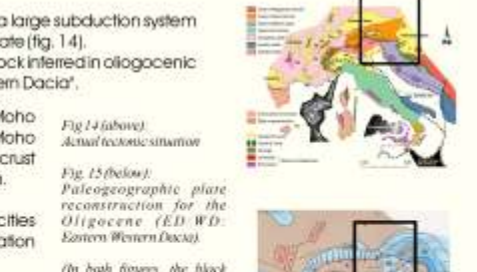 a large subduction system
ate (fig. 14).
ock inferred in oliogocenic
ern Dacia".
Moho
Moho
crust
n.
cities
ation
Fig 14 (above):
Actual tectonic situation
Fig. 15 (below):
Paleogeographic plate
reconstruction for the
Oligocene (ED/WD:
Eastern/Western Dacia).
(In both figures, the block